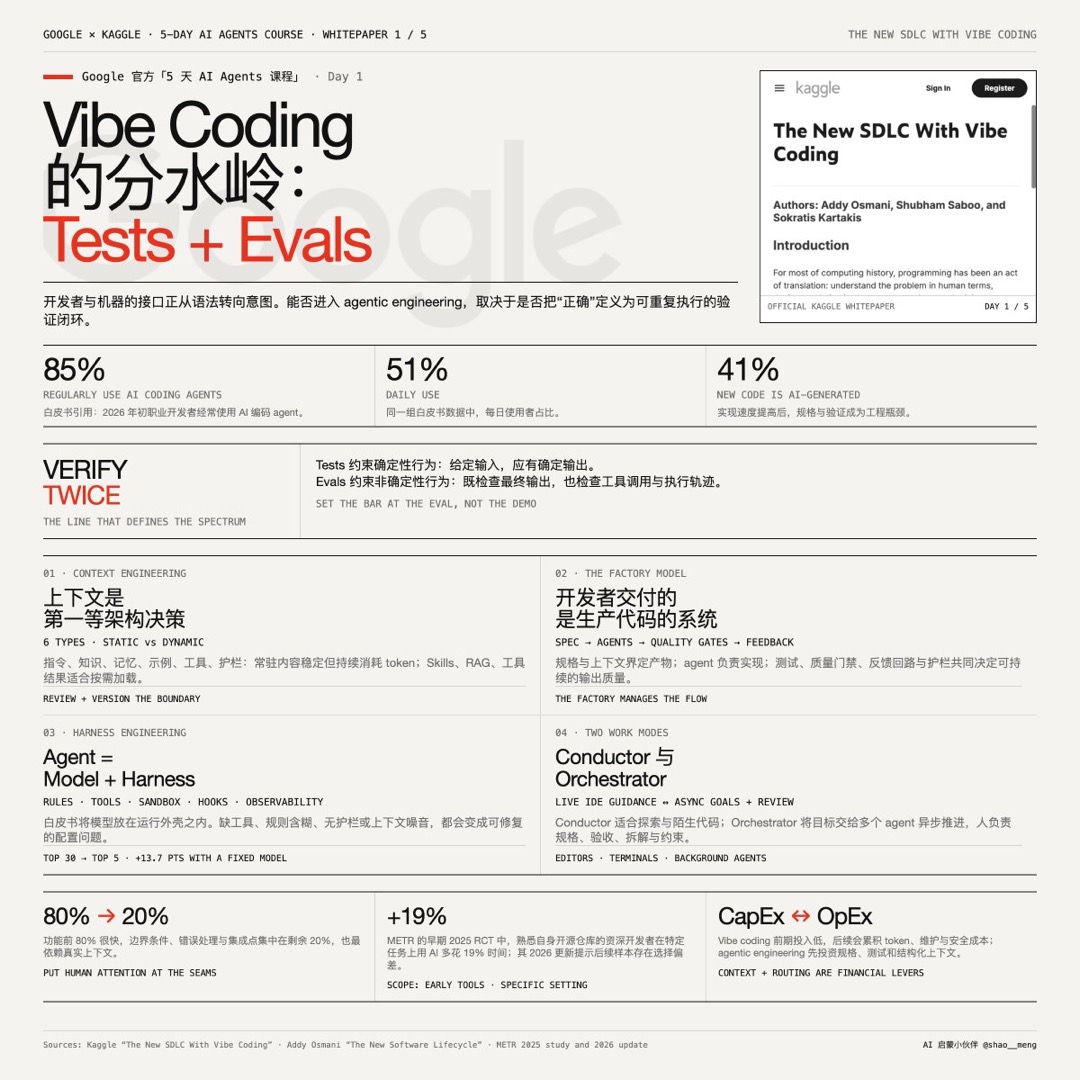 GOOGLE × KAGGLE · 5-DAY AI AGENTS COURSE · WHITEPAPER 1 / 5
THE NEW SDLC WITH VIBE CODING
Google 官方「5 天 AI Agents 课程」 · Day 1
Google
Vibe Coding
的分水岭：
Tests + Evals
开发者与机器的接口正从语法转向意图。能否进入 agentic engineering，取决于是否把“正确”定义为可重复执行的验
证闭环。
kaggle
Sign In
Register
The New SDLC With Vibe
Coding
Authors: Addy Osmani, Shubham Saboo, and
Sokratis Kartakis
Introduction
For most of computing history, programming has been an act
of translation: understand the problem in human terms,
OFFICIAL KAGGLE WHITEPAPER
DAY 1 / 5
85%
REGULARLY USE AI CODING AGENTS
白皮书引用：2026 年初职业开发者经常使用 AI 编码 agent。
51%
DAILY USE
同一组白皮书数据中，每日使用者占比。
41%
NEW CODE IS AI-GENERATED
实现速度提高后，规格与验证成为工程瓶颈。
VERIFY
TWICE
THE LINE THAT DEFINES THE SPECTRUM
Tests 约束确定性行为：给定输入，应有确定输出。
Evals 约束非确定性行为：既检查最终输出，也检查工具调用与执行轨迹。
SET THE BAR AT THE EVAL, NOT THE DEMO
01 · CONTEXT ENGINEERING
上下文是
第一等架构决策
6 TYPES · STATIC vs DYNAMIC
指令、知识、记忆、示例、工具、护栏：常驻内容稳定但持续消耗 token；Skills、RAG、工具
结果适合按需加载。
REVIEW + VERSION THE BOUNDARY
02 · THE FACTORY MODEL
开发者交付的
是生产代码的系统
SPEC → AGENTS → QUALITY GATES → FEEDBACK
规格与上下文界定产物；agent 负责实现；测试、质量门禁、反馈回路与护栏共同决定可持
续的输出质量。
THE FACTORY MANAGES THE FLOW
03 · HARNESS ENGINEERING
Agent =
Model + Harness
RULES · TOOLS · SANDBOX · HOOKS · OBSERVABILITY
白皮书将模型放在运行外壳之内。缺工具、规则含糊、无护栏或上下文噪音，都会变成可修复
的配置问题。
TOP 30 → TOP 5 · +13.7 PTS WITH A FIXED MODEL
04 · TWO WORK MODES
Conductor 与
Orchestrator
LIVE IDE GUIDANCE ↔ ASYNC GOALS + REVIEW
Conductor 适合探索与陌生代码；Orchestrator 将目标交给多个 agent 异步推进，人负责
规格、验收、拆解与约束。
EDITORS · TERMINALS · BACKGROUND AGENTS
80% → 20%
功能前 80% 很快，边界条件、错误处理与集成点集中在剩余 20%，也最
依赖真实上下文。
PUT HUMAN ATTENTION AT THE SEAMS
+19%
METR 的早期 2025 RCT 中，熟悉自身开源仓库的资深开发者在特定
任务上用 AI 多花 19% 时间；其 2026 更新提示后续样本存在选择偏
差。
SCOPE: EARLY TOOLS · SPECIFIC SETTING
CapEx ↔ OpEx
Vibe coding 前期投入低，后续会累积 token、维护与安全成本；
agentic engineering 先投资规格、测试和结构化上下文。
CONTEXT + ROUTING ARE FINANCIAL LEVERS
Sources: Kaggle “The New SDLC With Vibe Coding” · Addy Osmani “The New Software Lifecycle” · METR 2025 study and 2026 update
AI 启蒙小伙伴 @shao__meng